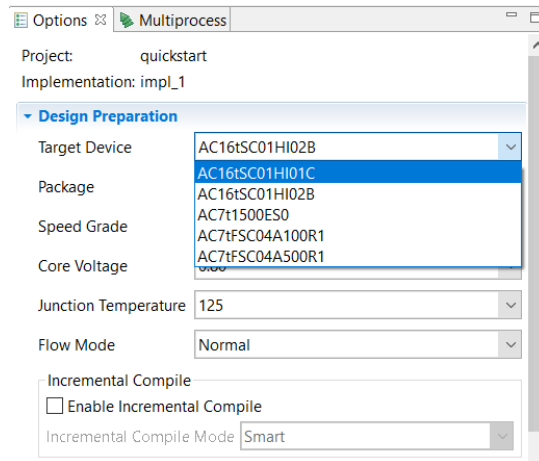 Options Multiprocess
Project: quickstart
Implementation: impl_1
Design Preparation
Target Device AC16tSC01HI02B
AC16tSC01HI01C
Package AC16tSC01HI02B
AC7t1500ES0
Speed Grade AC7tFSC04A100R1
AC7tFSC04A500R1
Core Voltage
Junction Temperature 125
Flow Mode Normal
Incremental Compile
Enable Incremental Compile
Incremental Compile Mode Smart